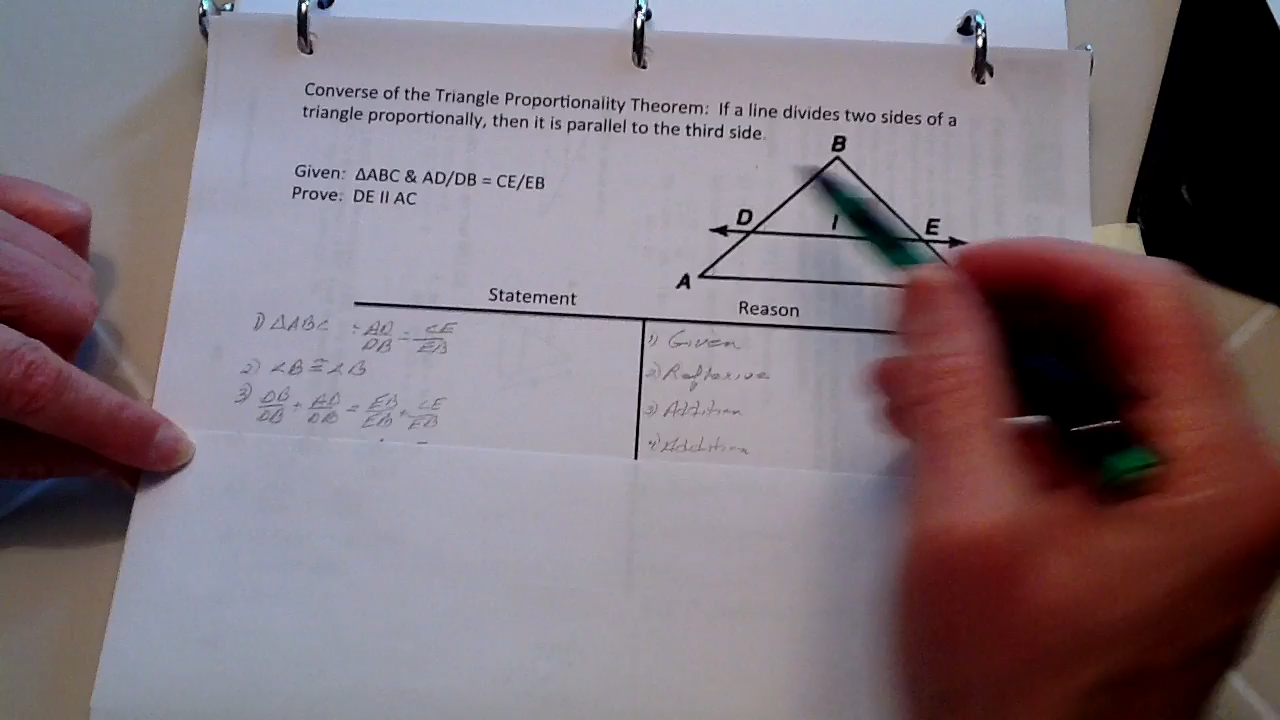 Converse of the Triangle Proportionality Theorem: If a line divides two sides of a
triangle proportionally, then it is parallel to the third side.
Given: ΔABC & AD/DB = CE/EB
Prove: DE II AC
B
D
l
E
A
Statement
Reason
1) ΔABC : AD/DB = CE/EB
1) Given
2) ∠B ≅ ∠B
2) Reflexive
3) DB/DB + AD/DB = EB/EB + CE/EB
3) Addition
4) Addition